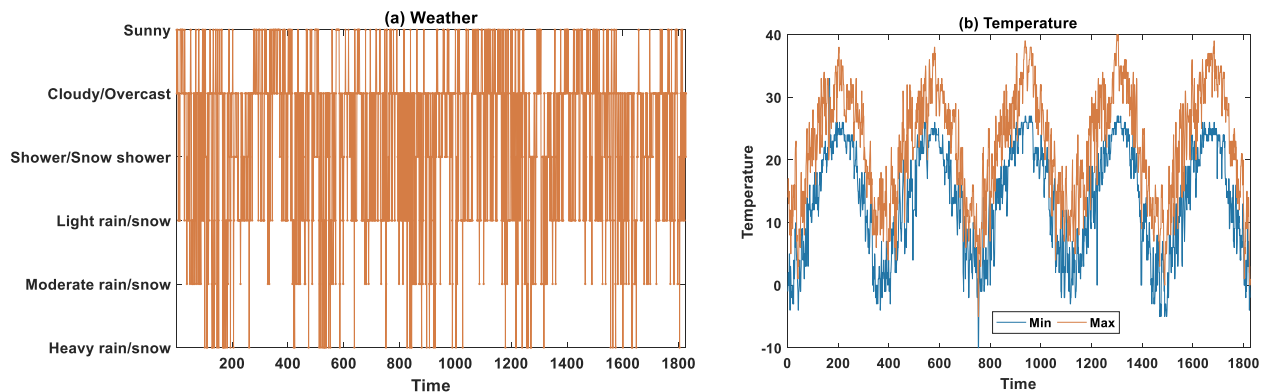 (a) Weather
Sunny
Cloudy/Overcast
Shower/Snow shower
Light rain/snow
Moderate rain/snow
Heavy rain/snow
200 400 600 800 1000 1200 1400 1600 1800
Time
(b) Temperature
Temperature
40
30
20
10
0
-10
Min Max
0 200 400 600 800 1000 1200 1400 1600 1800
Time